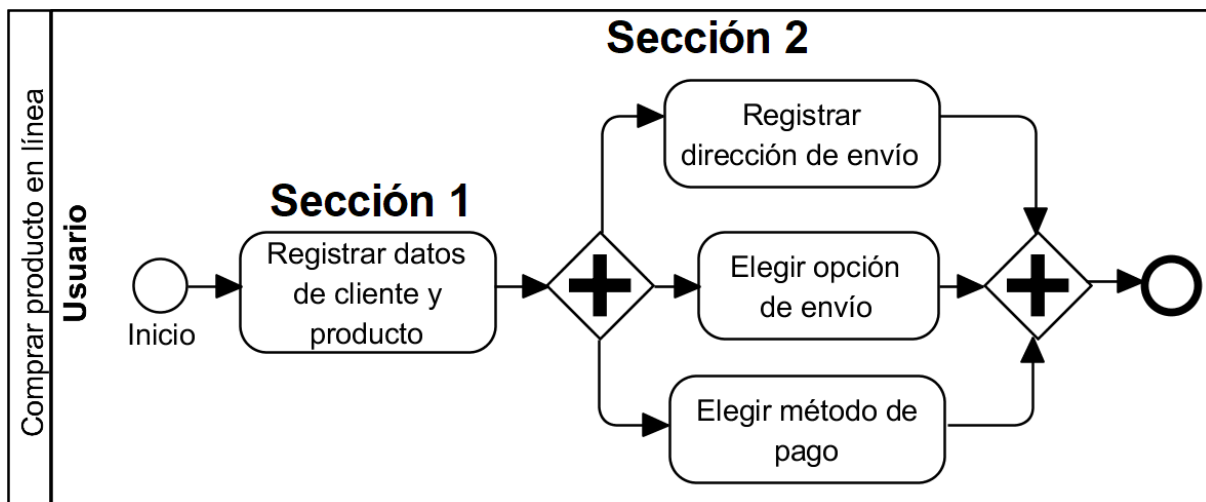 Comprar producto en línea
Usuario
Inicio
Sección 1
Registrar datos
de cliente y
producto
Sección 2
Registrar
dirección de envío
Elegir opción
de envío
Elegir método de
pago